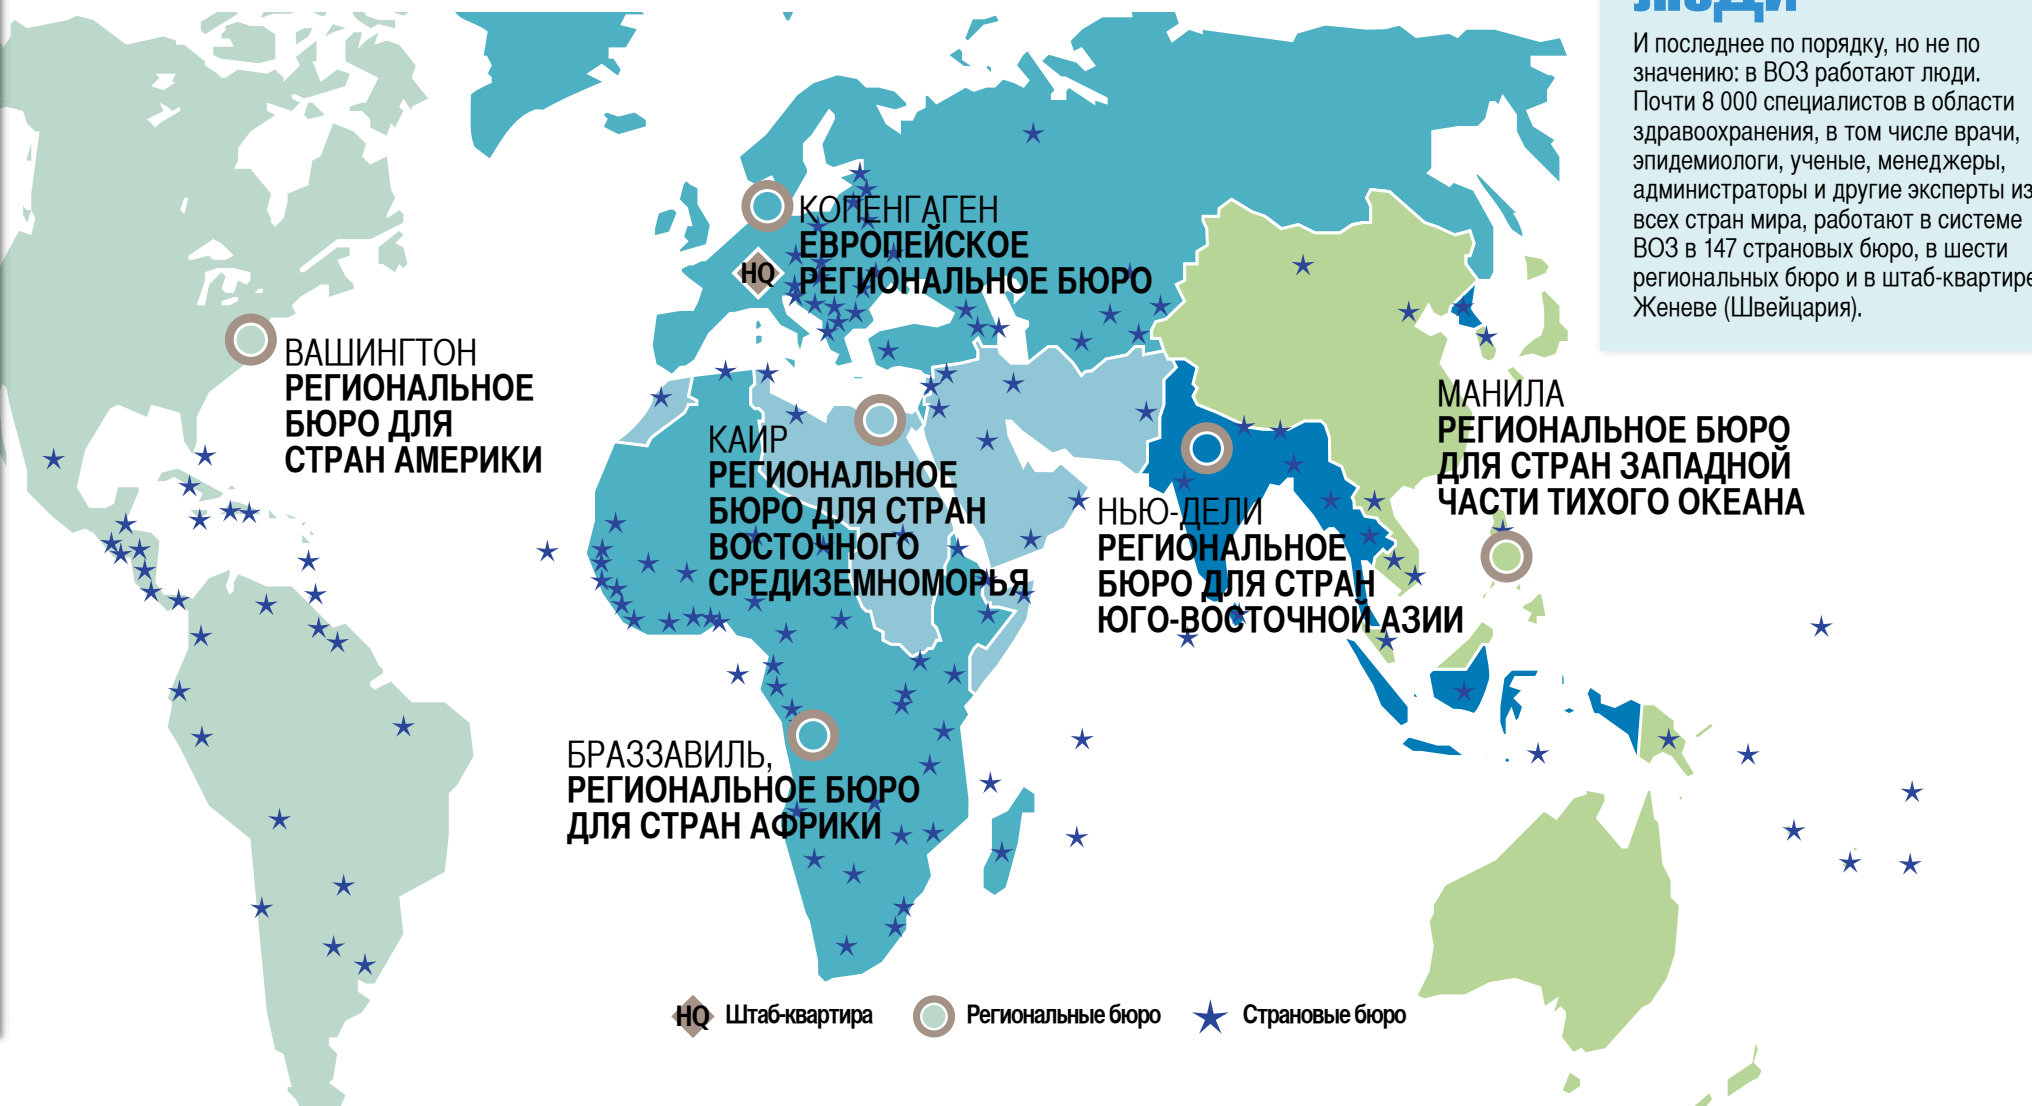 ЛЮДИ
И последнее по порядку, но не по
значению: в ВОЗ работают люди.
Почти 8 000 специалистов в области
здравоохранения, в том числе врачи,
эпидемиологи, ученые, менеджеры,
администраторы и другие эксперты из
всех стран мира, работают в системе
ВОЗ в 147 страновых бюро, в шести
региональных бюро и в штаб-квартире
Женеве (Швейцария).
КОПЕНГАГЕН
ЕВРОПЕЙСКОЕ
РЕГИОНАЛЬНОЕ БЮРО
HQ
ВАШИНГТОН
РЕГИОНАЛЬНОЕ
БЮРО ДЛЯ
СТРАН АМЕРИКИ
КАИР
РЕГИОНАЛЬНОЕ
БЮРО ДЛЯ СТРАН
ВОСТОЧНОГО
СРЕДИЗЕМНОМОРЬЯ
МАНИЛА
РЕГИОНАЛЬНОЕ БЮРО
ДЛЯ СТРАН ЗАПАДНОЙ
ЧАСТИ ТИХОГО ОКЕАНА
НЬЮ-ДЕЛИ
РЕГИОНАЛЬНОЕ
БЮРО ДЛЯ СТРАН
ЮГО-ВОСТОЧНОЙ АЗИИ
БРАЗЗАВИЛЬ,
РЕГИОНАЛЬНОЕ БЮРО
ДЛЯ СТРАН АФРИКИ
HQ Штаб-квартира
Региональные бюро
Страновые бюро